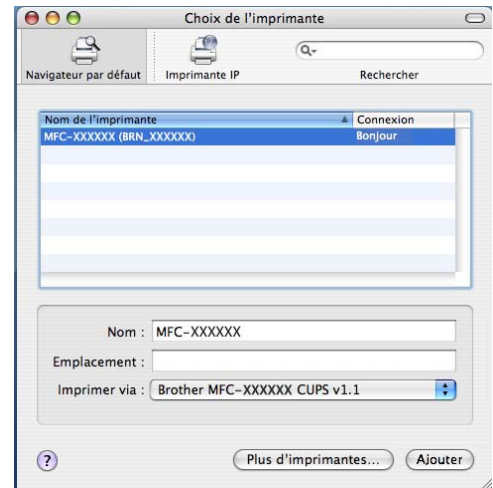 Choix de l'imprimante
Navigateur par défaut Imprimante IP Rechercher
Nom de l'imprimante Connexion
MFC-XXXXXX (BRN_XXXXXX) Bonjour
Nom : MFC-XXXXXX
Emplacement :
Imprimer via : Brother MFC-XXXXXX CUPS v1.1
? Plus d'imprimantes... Ajouter